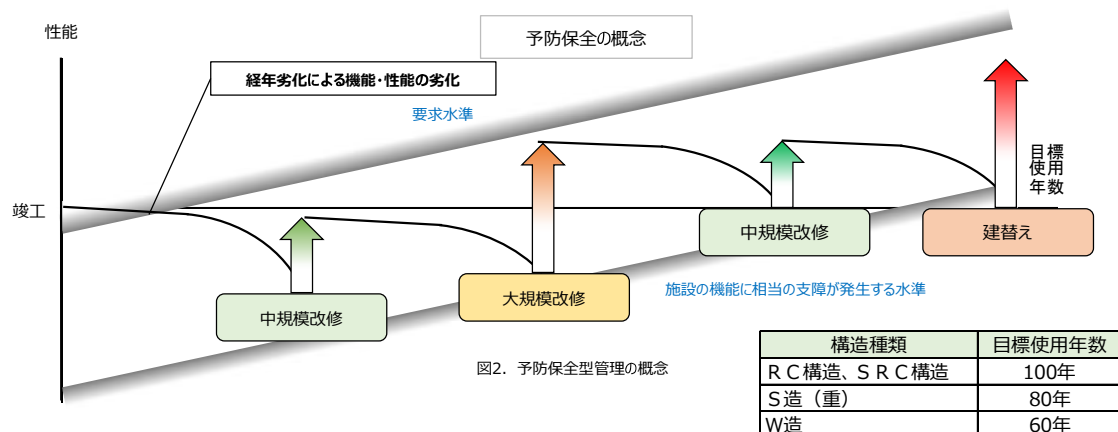 性能
予防保全の概念
経年劣化による機能・性能の劣化
要求水準
目標
使用
年数
竣工
中規模改修
建替え
中規模改修
大規模改修
施設の機能に相当の支障が発生する水準
図2．予防保全型管理の概念
構造種類 目標使用年数
ＲＣ構造、ＳＲＣ構造 100年
Ｓ造（重） 80年
W造 60年